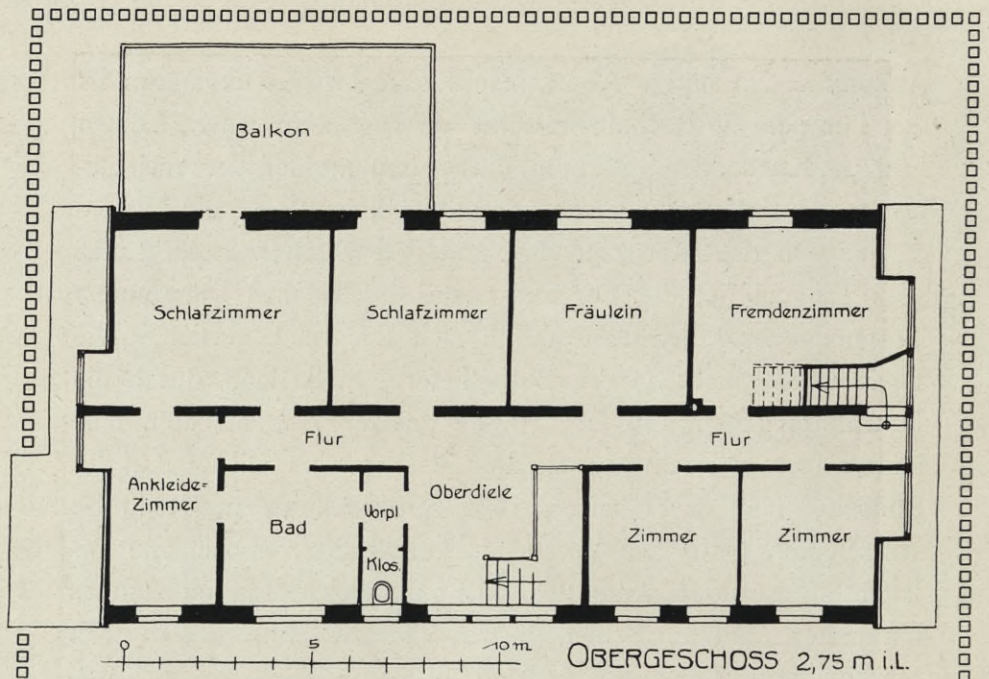 Balkon
Schlafzimmer
Schlafzimmer
Fräulein
Fremdenzimmer
Flur
Flur
Ankleide=
Zimmer
Bad
Vorpl
Klos.
Oberdiele
Zimmer
Zimmer
0 5 10 m
OBERGESCHOSS 2,75 m i.L.